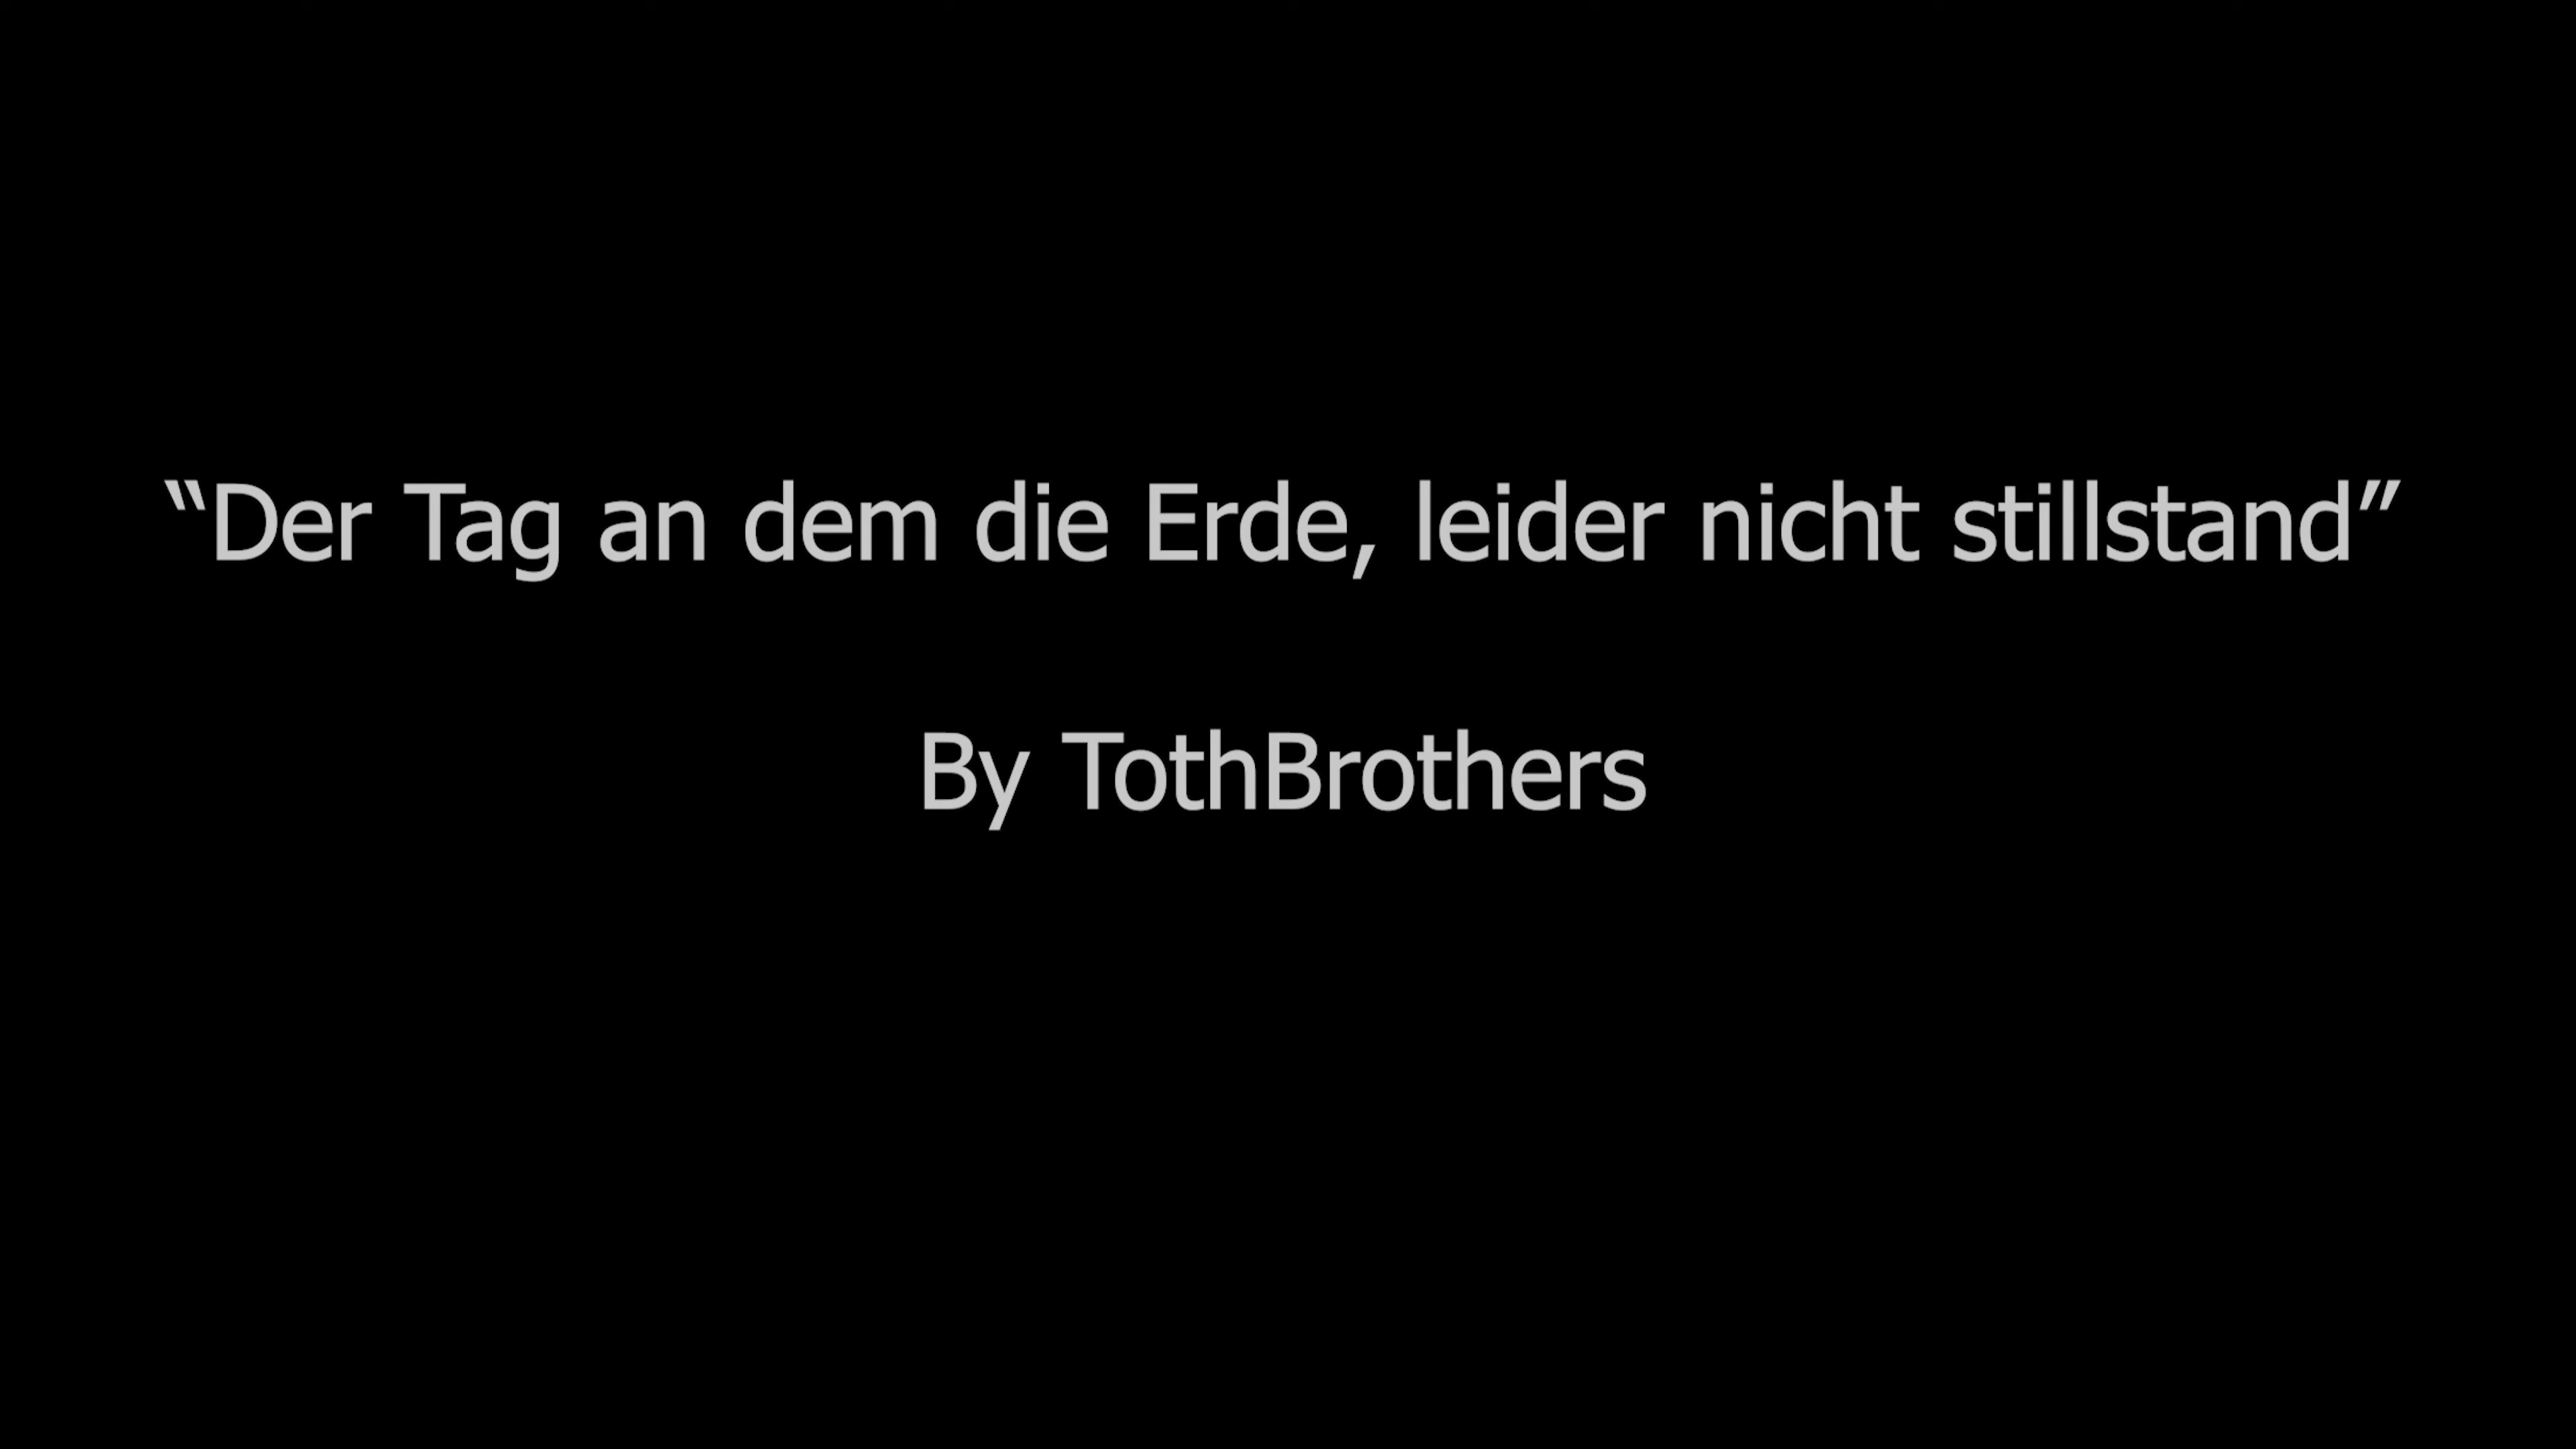 “Der Tag an dem die Erde, leider nicht stillstand”
By TothBrothers